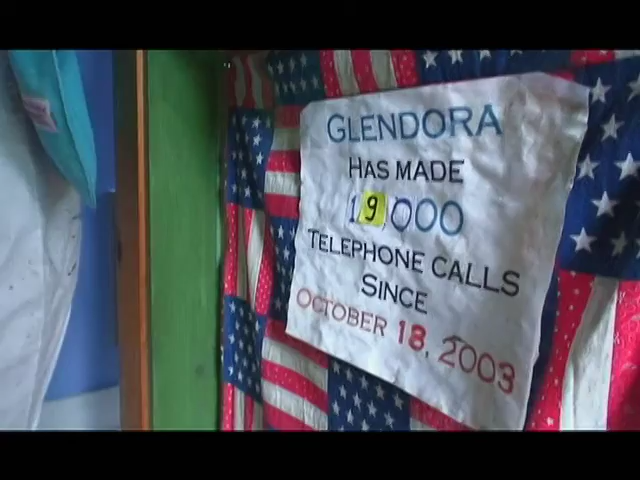 GLENDORA
HAS MADE
19,000
TELEPHONE CALLS
SINCE
OCTOBER 18, 2003